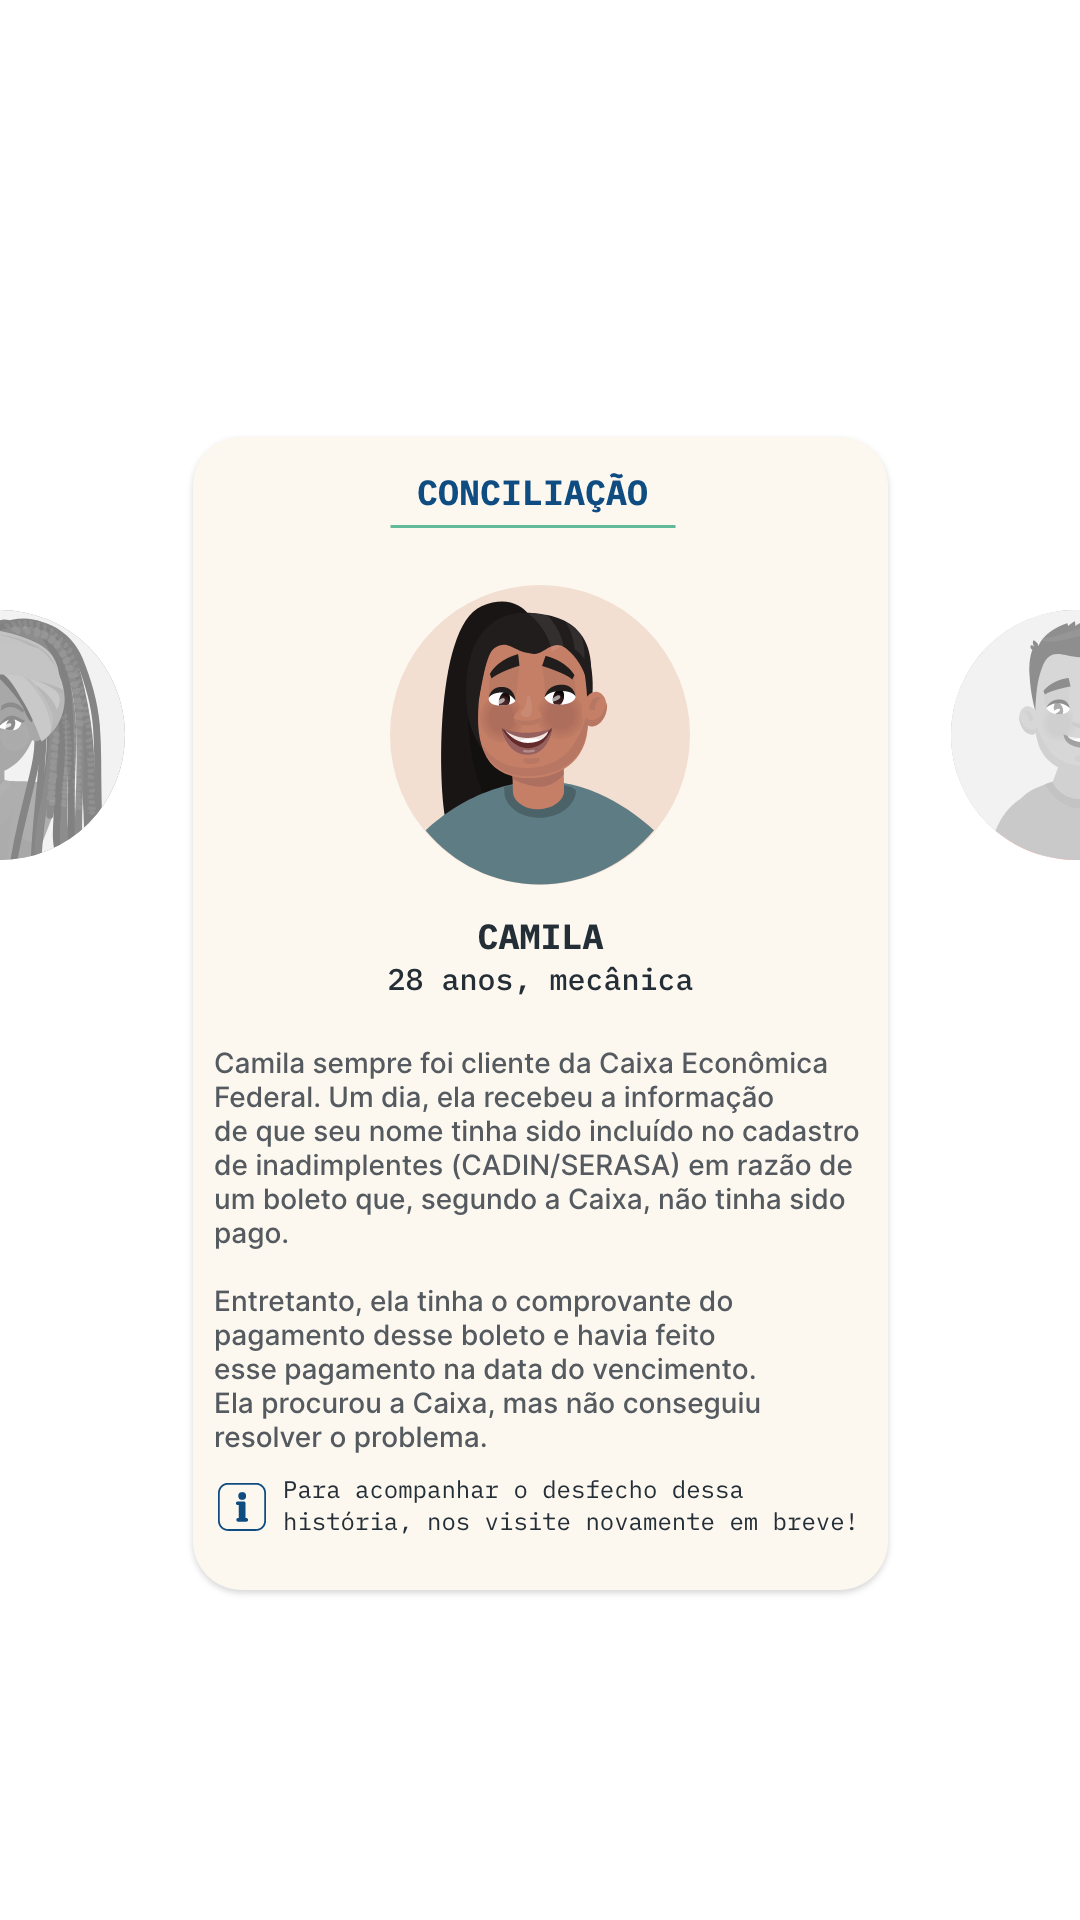 CONCILIAÇÃO
CAMILA
28 anos, mecânica
Camila sempre foi cliente da Caixa Econômica
Federal. Um dia, ela recebeu a informação
de que seu nome tinha sido incluído no cadastro
de inadimplentes (CADIN/SERASA) em razão de
um boleto que, segundo a Caixa, não tinha sido
pago.
Entretanto, ela tinha o comprovante do
pagamento desse boleto e havia feito
esse pagamento na data do vencimento.
Ela procurou a Caixa, mas não conseguiu
resolver o problema.
Para acompanhar o desfecho dessa
história, nos visite novamente em breve!